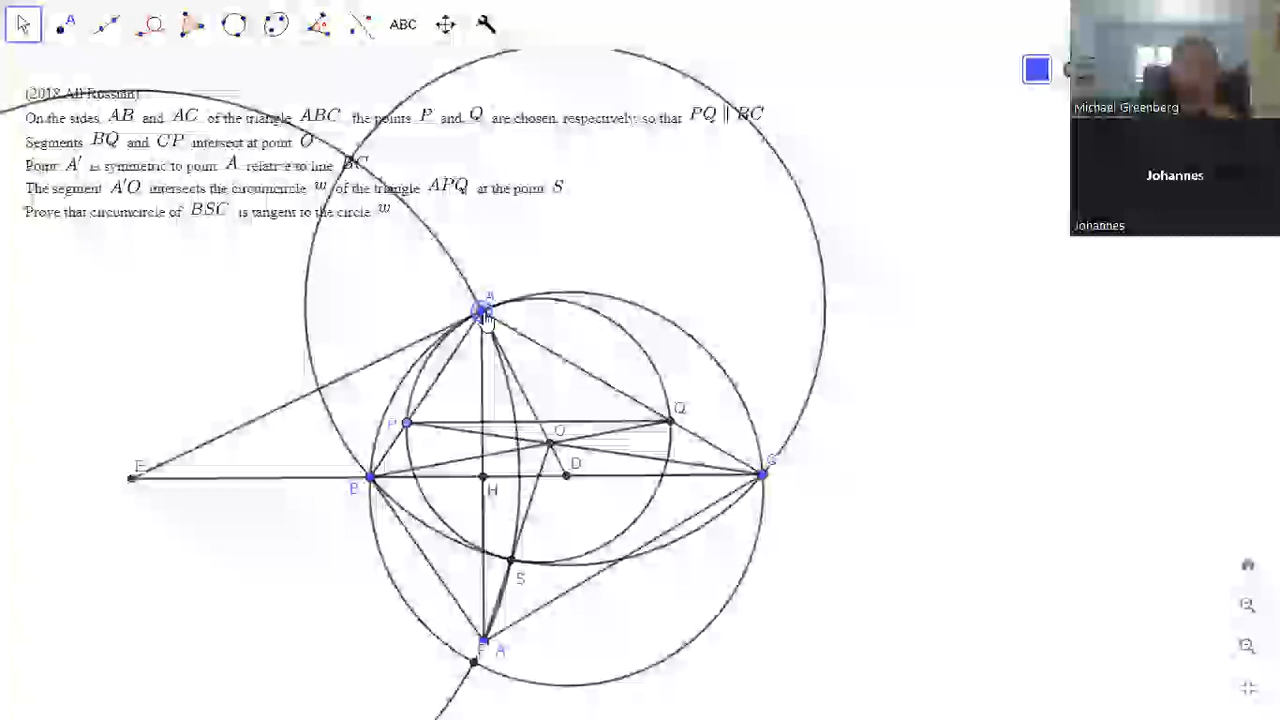 ABC
(2018 All Russian)
On the sides AB and AC of the triangle ABC the points P and Q are chosen, respectively so that PQ ∥ BC
Segments BQ and CP intersect at point O
Point A' is symmetric to point A relative to line BC
The segment A'O intersects the circumcircle w of the triangle APQ at the point S
Prove that circumcircle of BSC is tangent to the circle w
Michael Greenberg
Johannes
Johannes
A
P
Q
O
E
D
B
H
S
A'